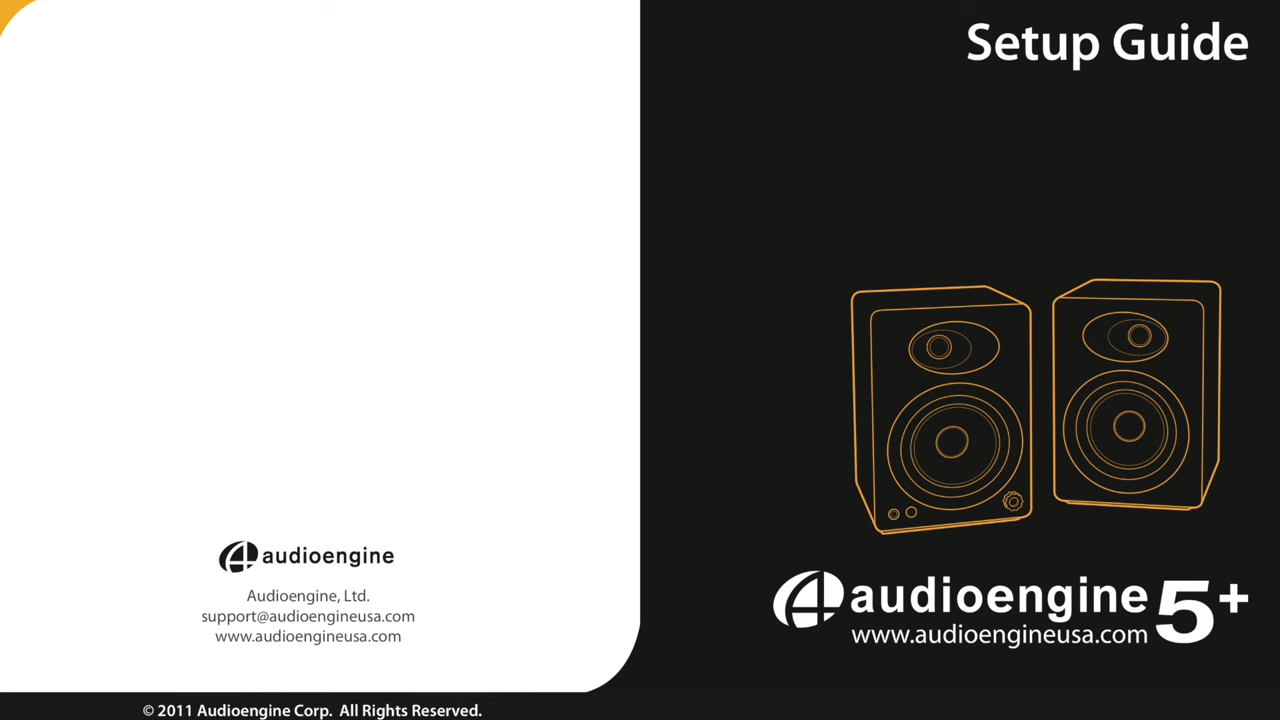 Setup Guide
audioengine 5+
www.audioengineusa.com
audioengine
Audioengine, Ltd.
support@audioengineusa.com
www.audioengineusa.com
© 2011 Audioengine Corp. All Rights Reserved.